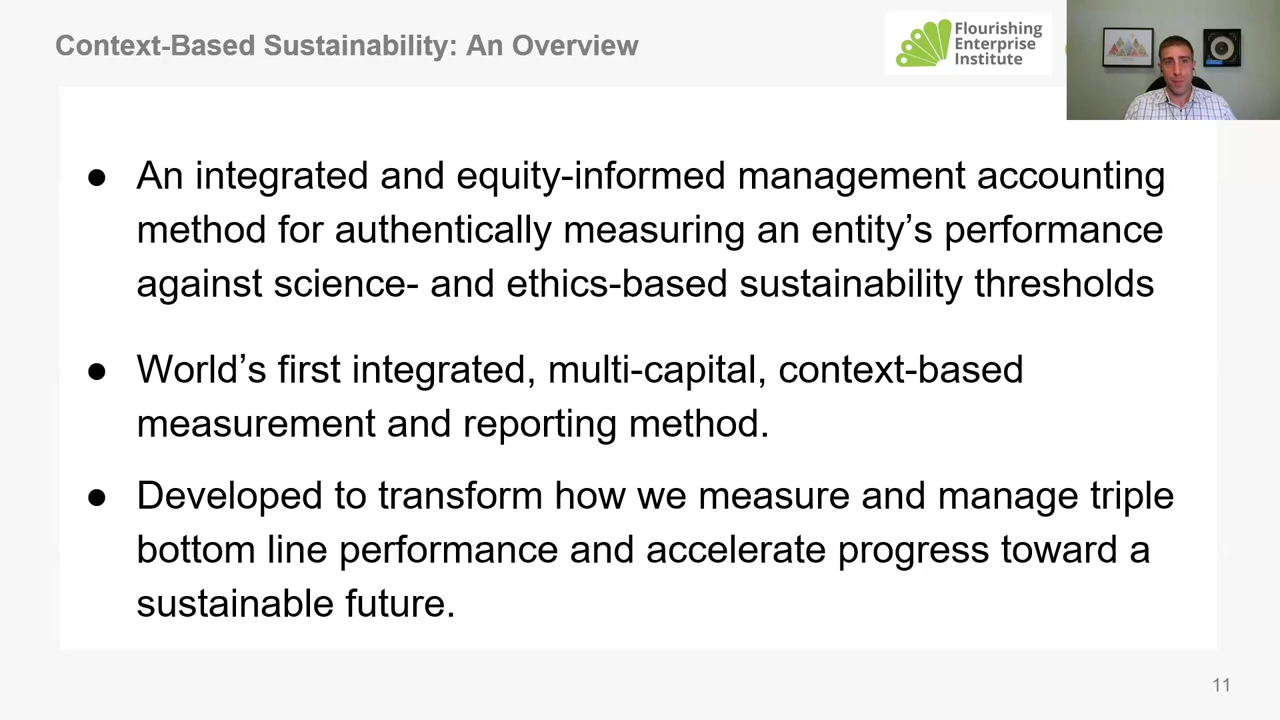 Context-Based Sustainability: An Overview
Flourishing
Enterprise
Institute
● An integrated and equity-informed management accounting
method for authentically measuring an entity’s performance
against science- and ethics-based sustainability thresholds
● World’s first integrated, multi-capital, context-based
measurement and reporting method.
● Developed to transform how we measure and manage triple
bottom line performance and accelerate progress toward a
sustainable future.
11